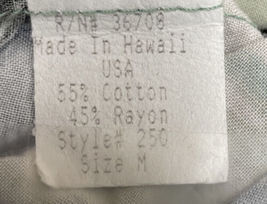 R/N# 36708
Made In Hawaii
USA
55% Cotton
45% Rayon
Style# 250
Size M